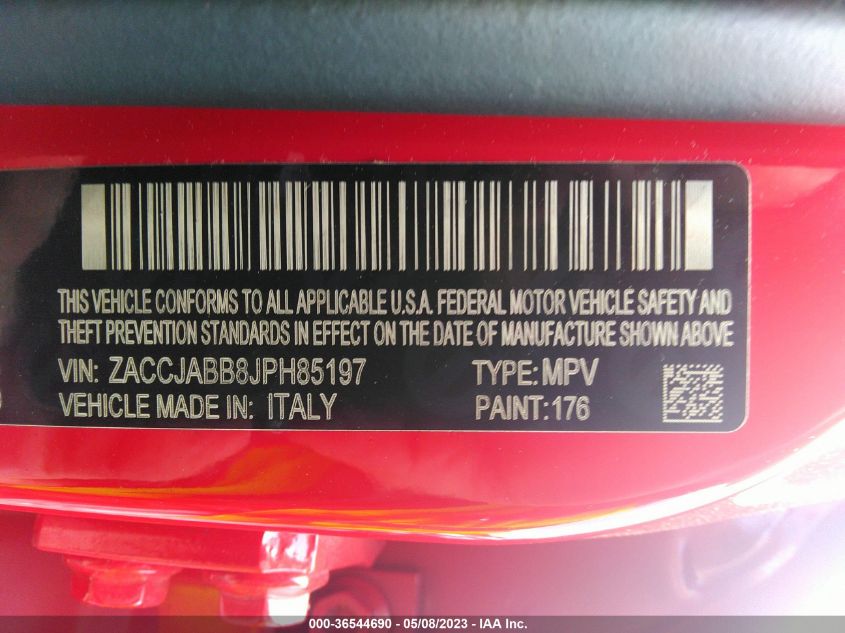 THIS VEHICLE CONFORMS TO ALL APPLICABLE U.S.A. FEDERAL MOTOR VEHICLE SAFETY AND
THEFT PREVENTION STANDARDS IN EFFECT ON THE DATE OF MANUFACTURE SHOWN ABOVE
VIN: ZACCJABB8JPH85197 TYPE: MPV
VEHICLE MADE IN: ITALY PAINT:176
000-36544690 - 05/08/2023 - © IAA Inc.